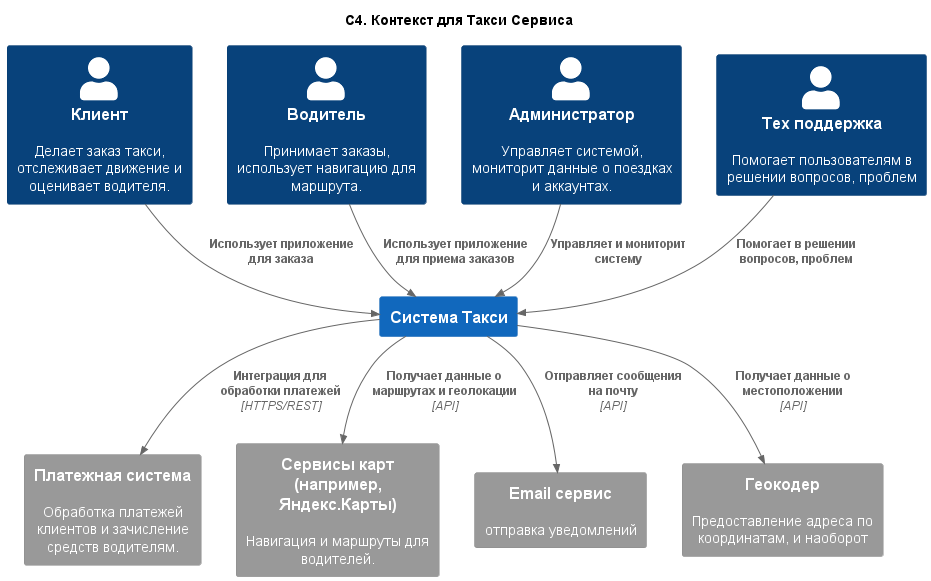 C4. Контекст для Такси Сервиса
Клиент
Делает заказ такси,
отслеживает движение и
оценивает водителя.
Водитель
Принимает заказы,
использует навигацию для
маршрута.
Администратор
Управляет системой,
мониторит данные о поездках
и аккаунтах.
Тех поддержка
Помогает пользователям в
решении вопросов, проблем
Использует приложение
для заказа
Использует приложение
для приема заказов
Управляет и мониторит
систему
Помогает в решении
вопросов, проблем
Система Такси
Интеграция для
обработки платежей
[HTTPS/REST]
Получает данные о
маршрутах и геолокации
[API]
Отправляет сообщения
на почту
[API]
Получает данные о
местоположении
[API]
Платежная система
Обработка платежей
клиентов и зачисление
средств водителям.
Сервисы карт
(например,
Яндекс.Карты)
Навигация и маршруты для
водителей.
Email сервис
отправка уведомлений
Геокодер
Предоставление адреса по
координатам, и наоборот